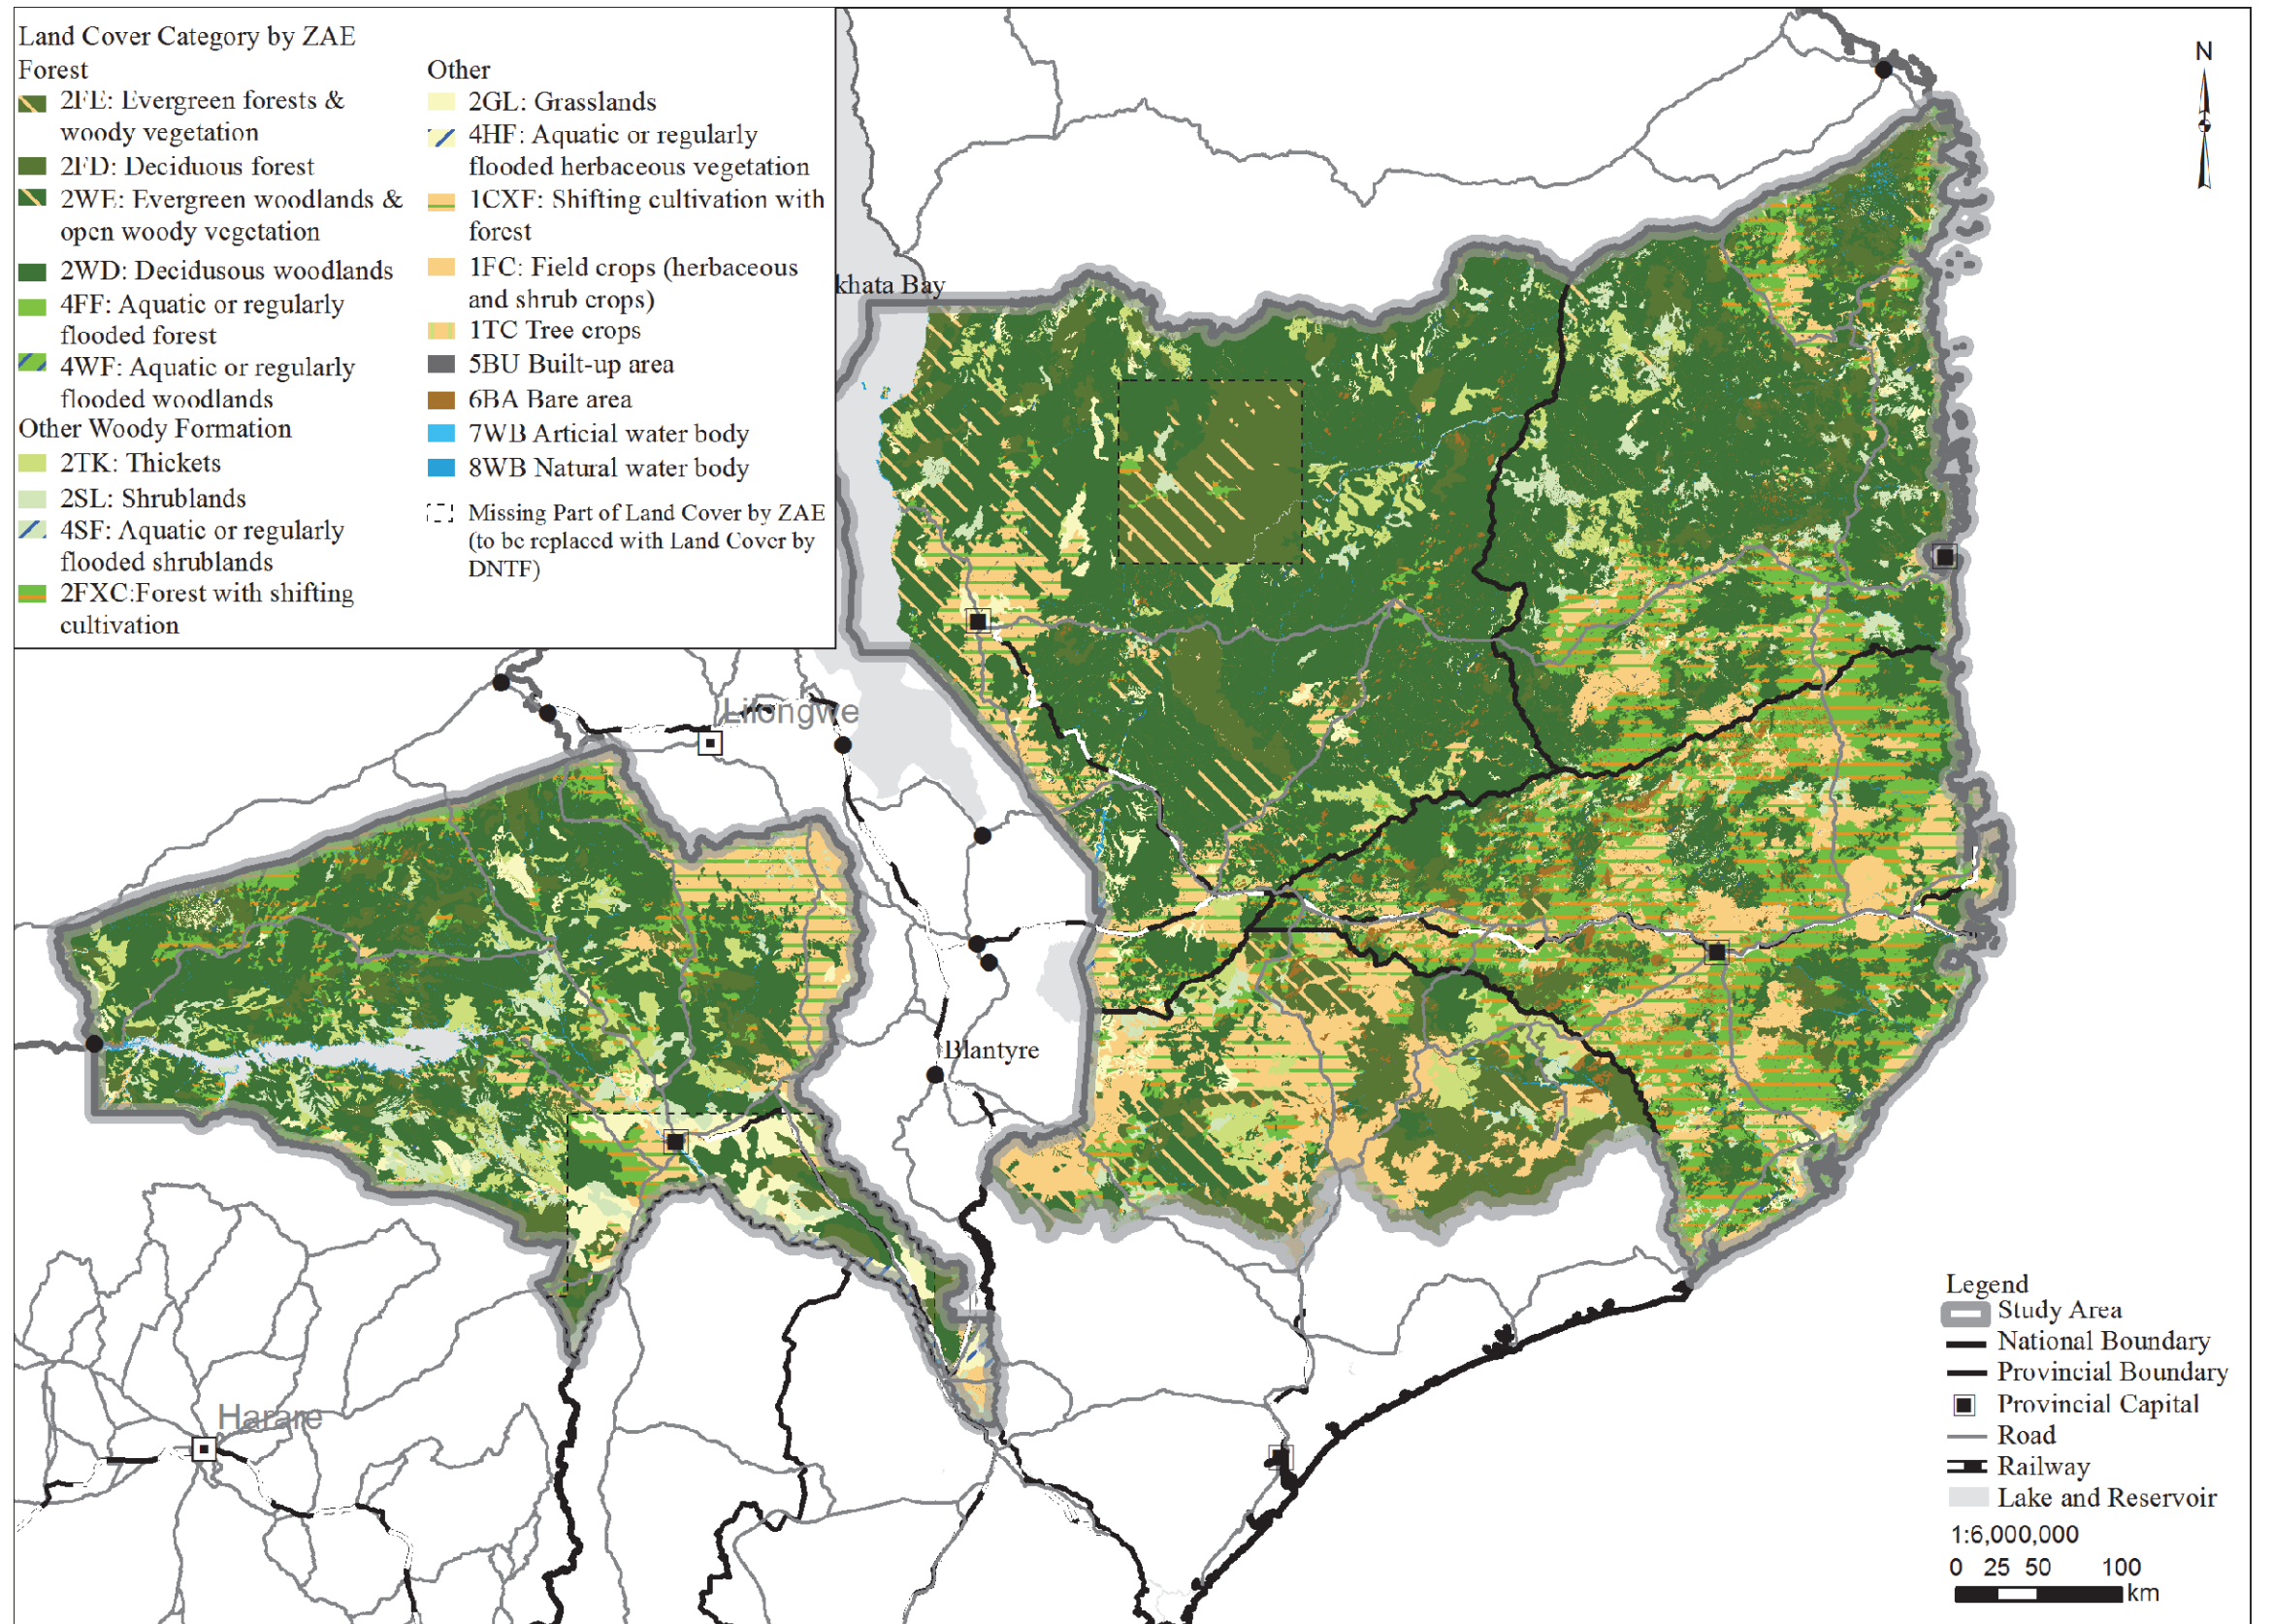 Land Cover Category by ZAE
Forest
2FE: Evergreen forests &
woody vegetation
2FD: Deciduous forest
2WE: Evergreen woodlands &
open woody vegetation
2WD: Decidusous woodlands
4FF: Aquatic or regularly
flooded forest
4WF: Aquatic or regularly
flooded woodlands
Other Woody Formation
2TK: Thickets
2SL: Shrublands
4SF: Aquatic or regularly
flooded shrublands
2FXC:Forest with shifting
cultivation
Other
2GL: Grasslands
4HF: Aquatic or regularly
flooded herbaceous vegetation
1CXF: Shifting cultivation with
forest
1FC: Field crops (herbaceous
and shrub crops)
1TC Tree crops
5BU Built-up area
6BA Bare area
7WB Articial water body
8WB Natural water body
Missing Part of Land Cover by ZAE
(to be replaced with Land Cover by
DNTF)
N
khata Bay
Lilongwe
Blantyre
Harare
Legend
Study Area
National Boundary
Provincial Boundary
Provincial Capital
Road
Railway
Lake and Reservoir
1:6,000,000
0 25 50 100
km